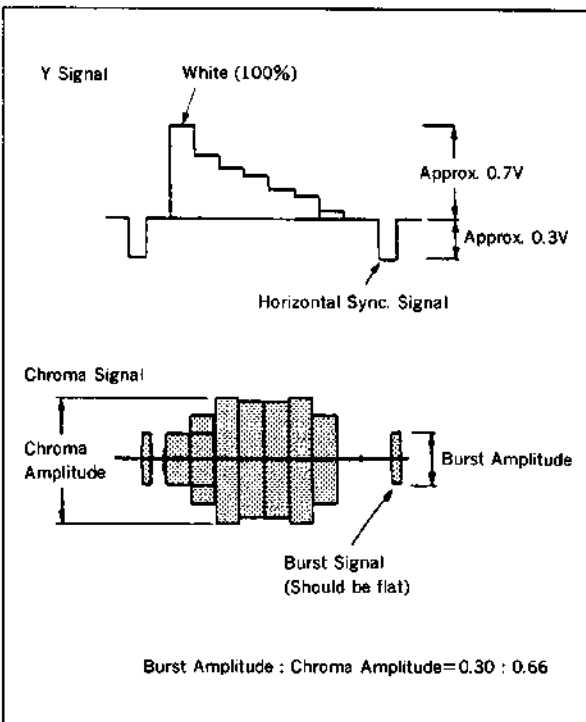 Y Signal
White (100%)
Approx. 0.7V
Approx. 0.3V
Horizontal Sync. Signal
Chroma Signal
Chroma
Amplitude
Burst Amplitude
Burst Signal
(Should be flat)
Burst Amplitude : Chroma Amplitude=0.30 : 0.66